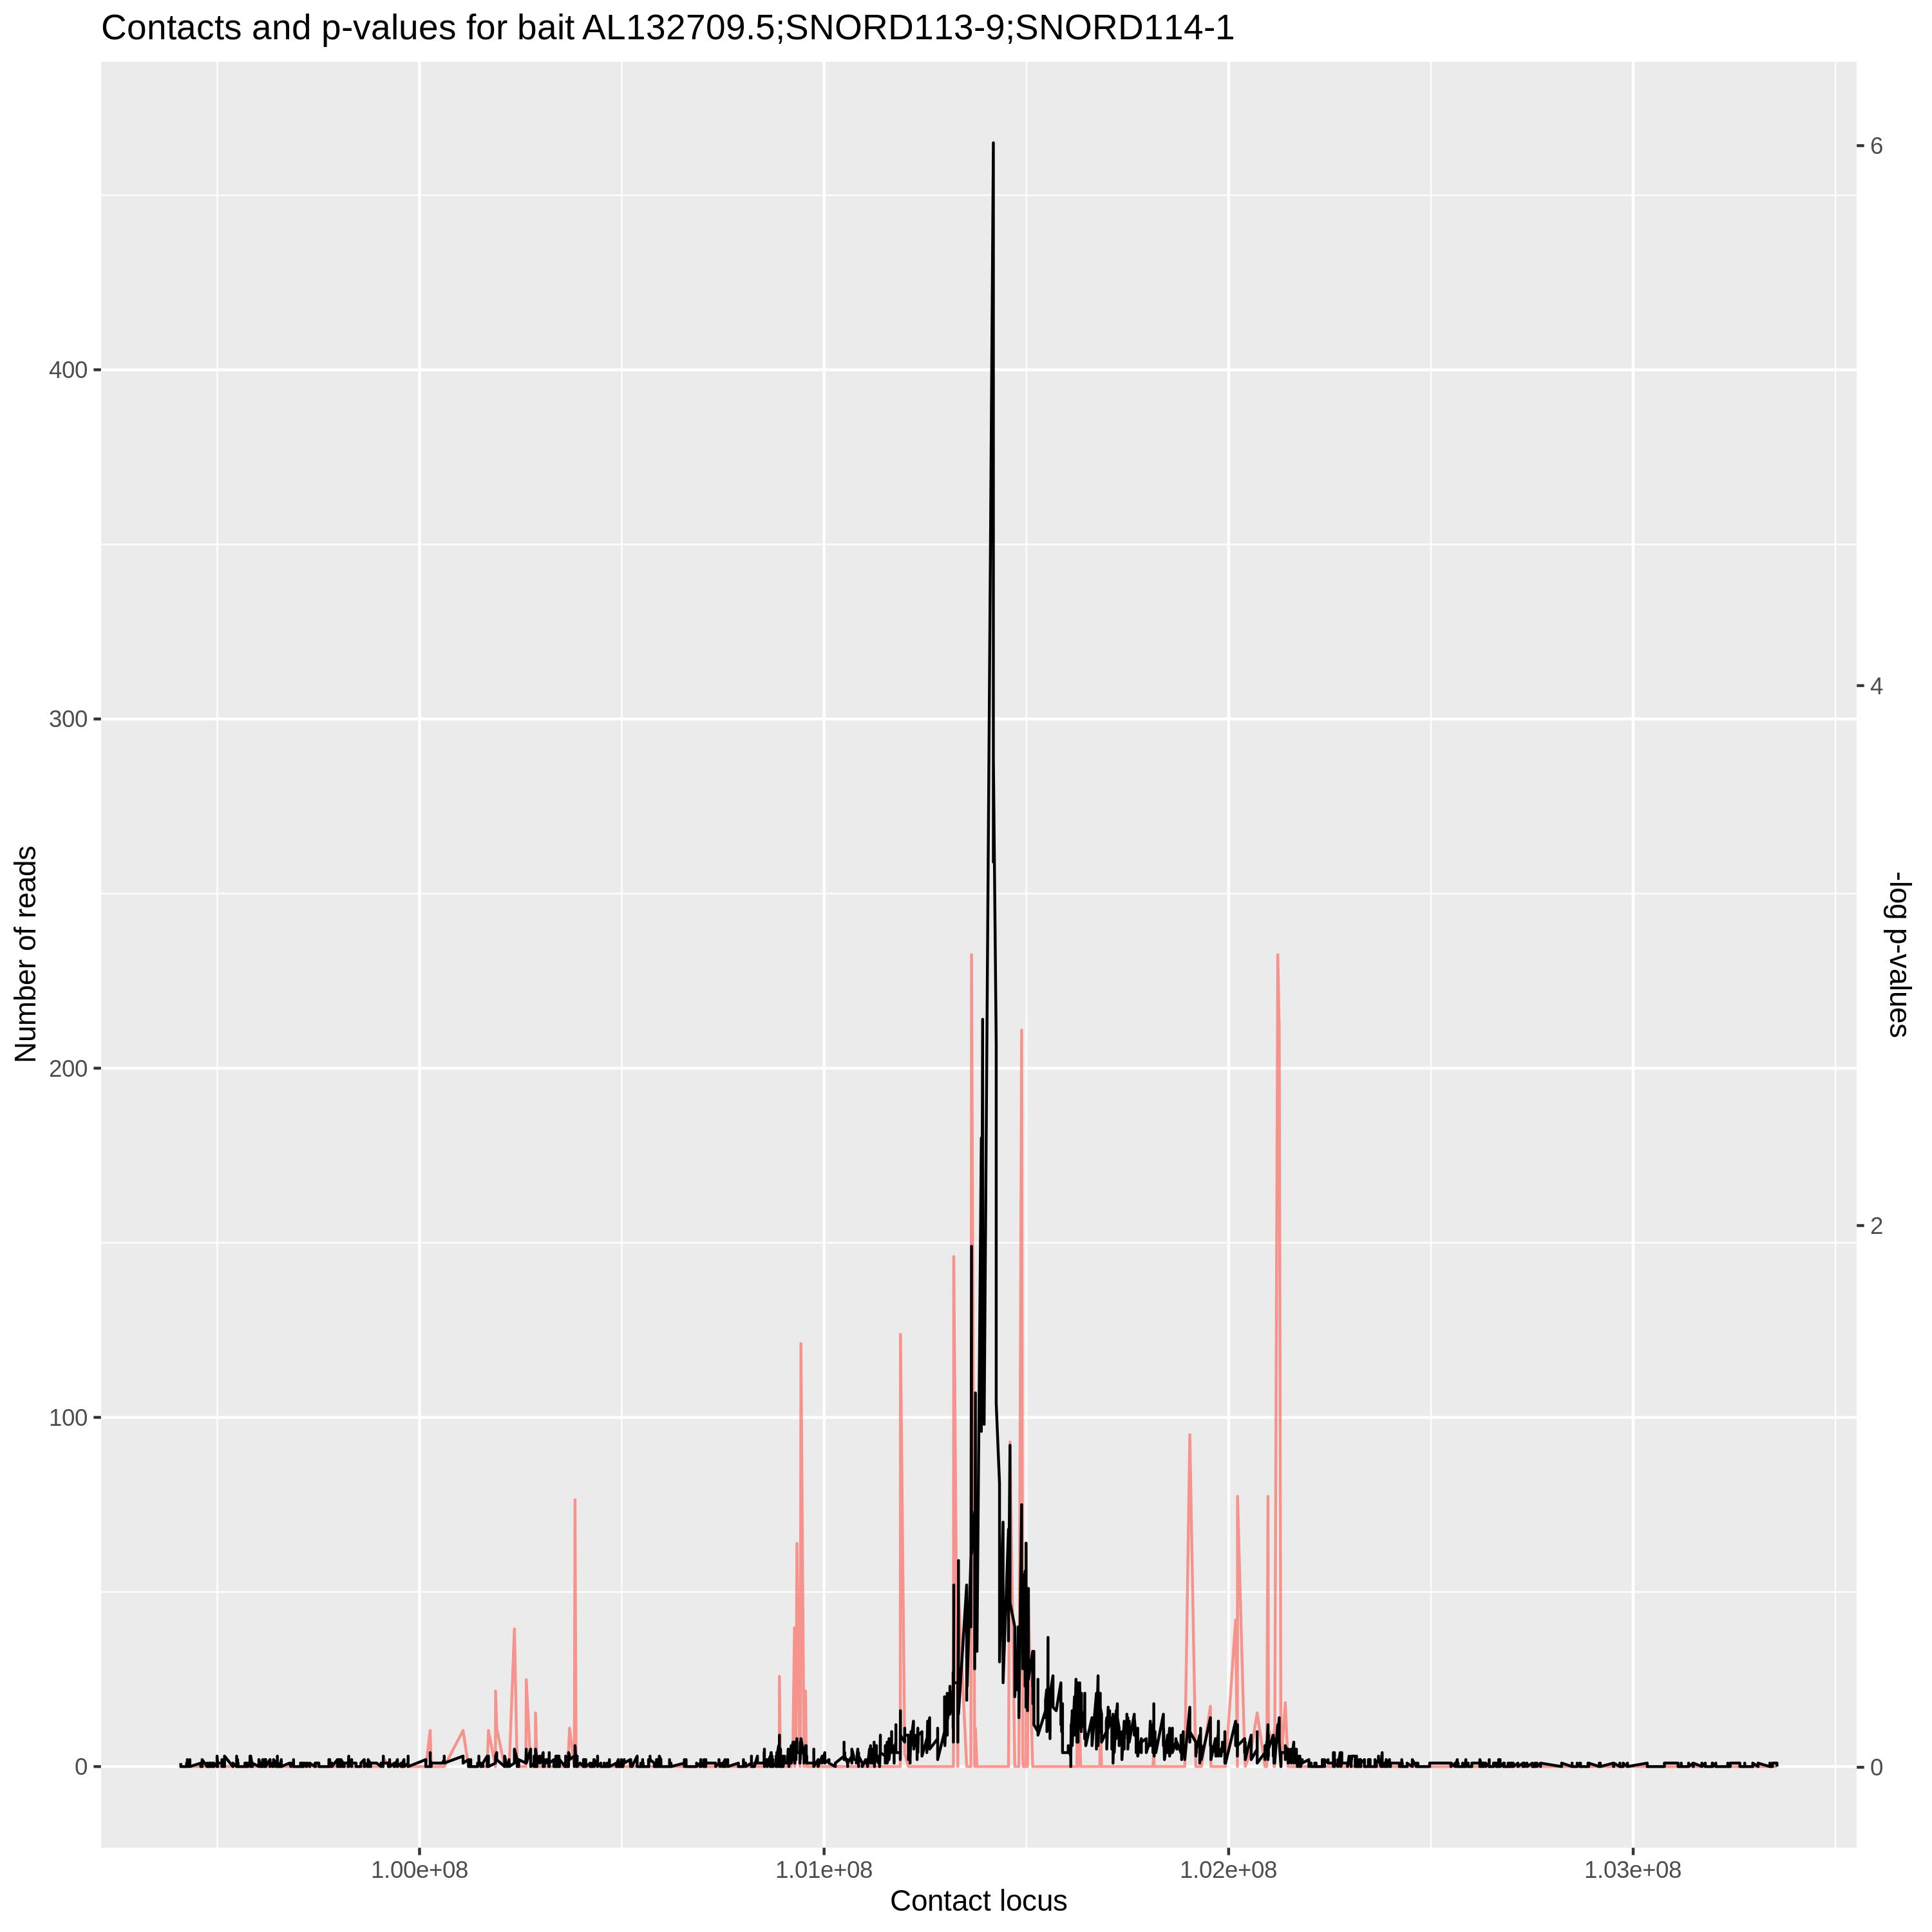 Contacts and p-values for bait AL132709.5;SNORD113-9;SNORD114-1
Number of reads
400
300
200
100
0
6
4
2
0
-log p-values
1.00e+08
1.01e+08
1.02e+08
1.03e+08
Contact locus